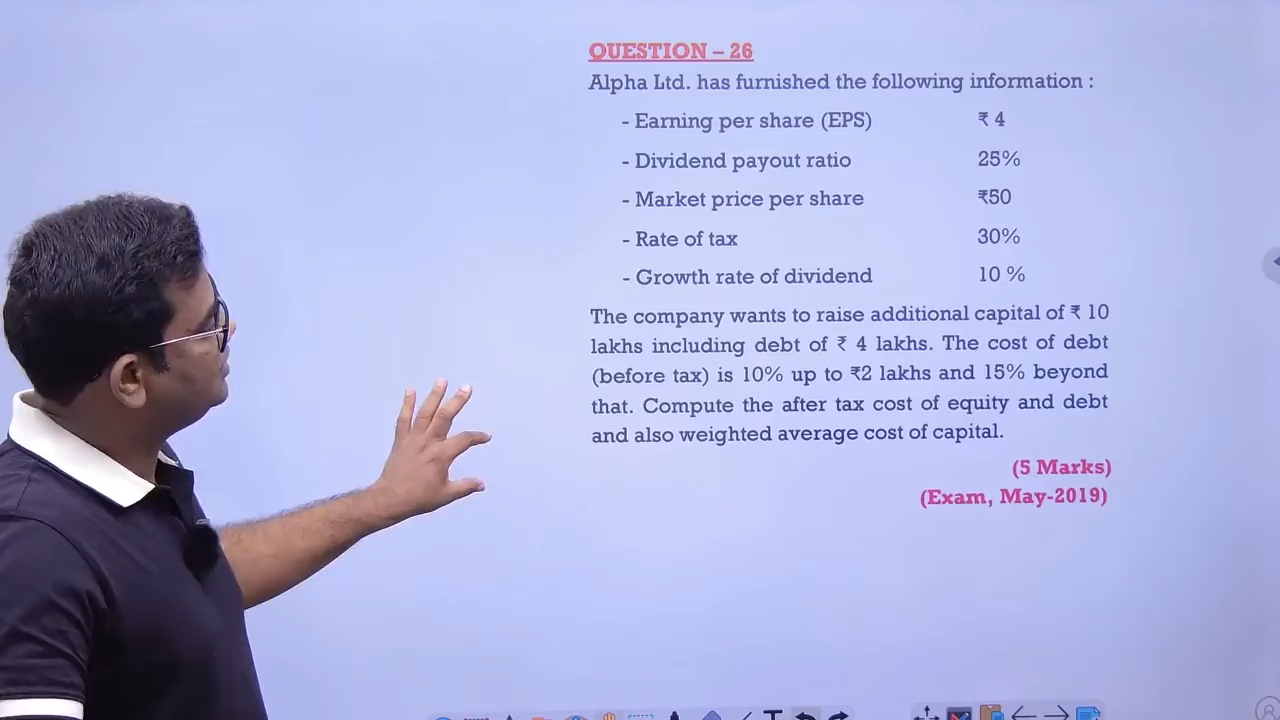 QUESTION – 26
Alpha Ltd. has furnished the following information :
- Earning per share (EPS) ₹ 4
- Dividend payout ratio 25%
- Market price per share ₹50
- Rate of tax 30%
- Growth rate of dividend 10 %
The company wants to raise additional capital of ₹ 10
lakhs including debt of ₹ 4 lakhs. The cost of debt
(before tax) is 10% up to ₹2 lakhs and 15% beyond
that. Compute the after tax cost of equity and debt
and also weighted average cost of capital.
(5 Marks)
(Exam, May-2019)